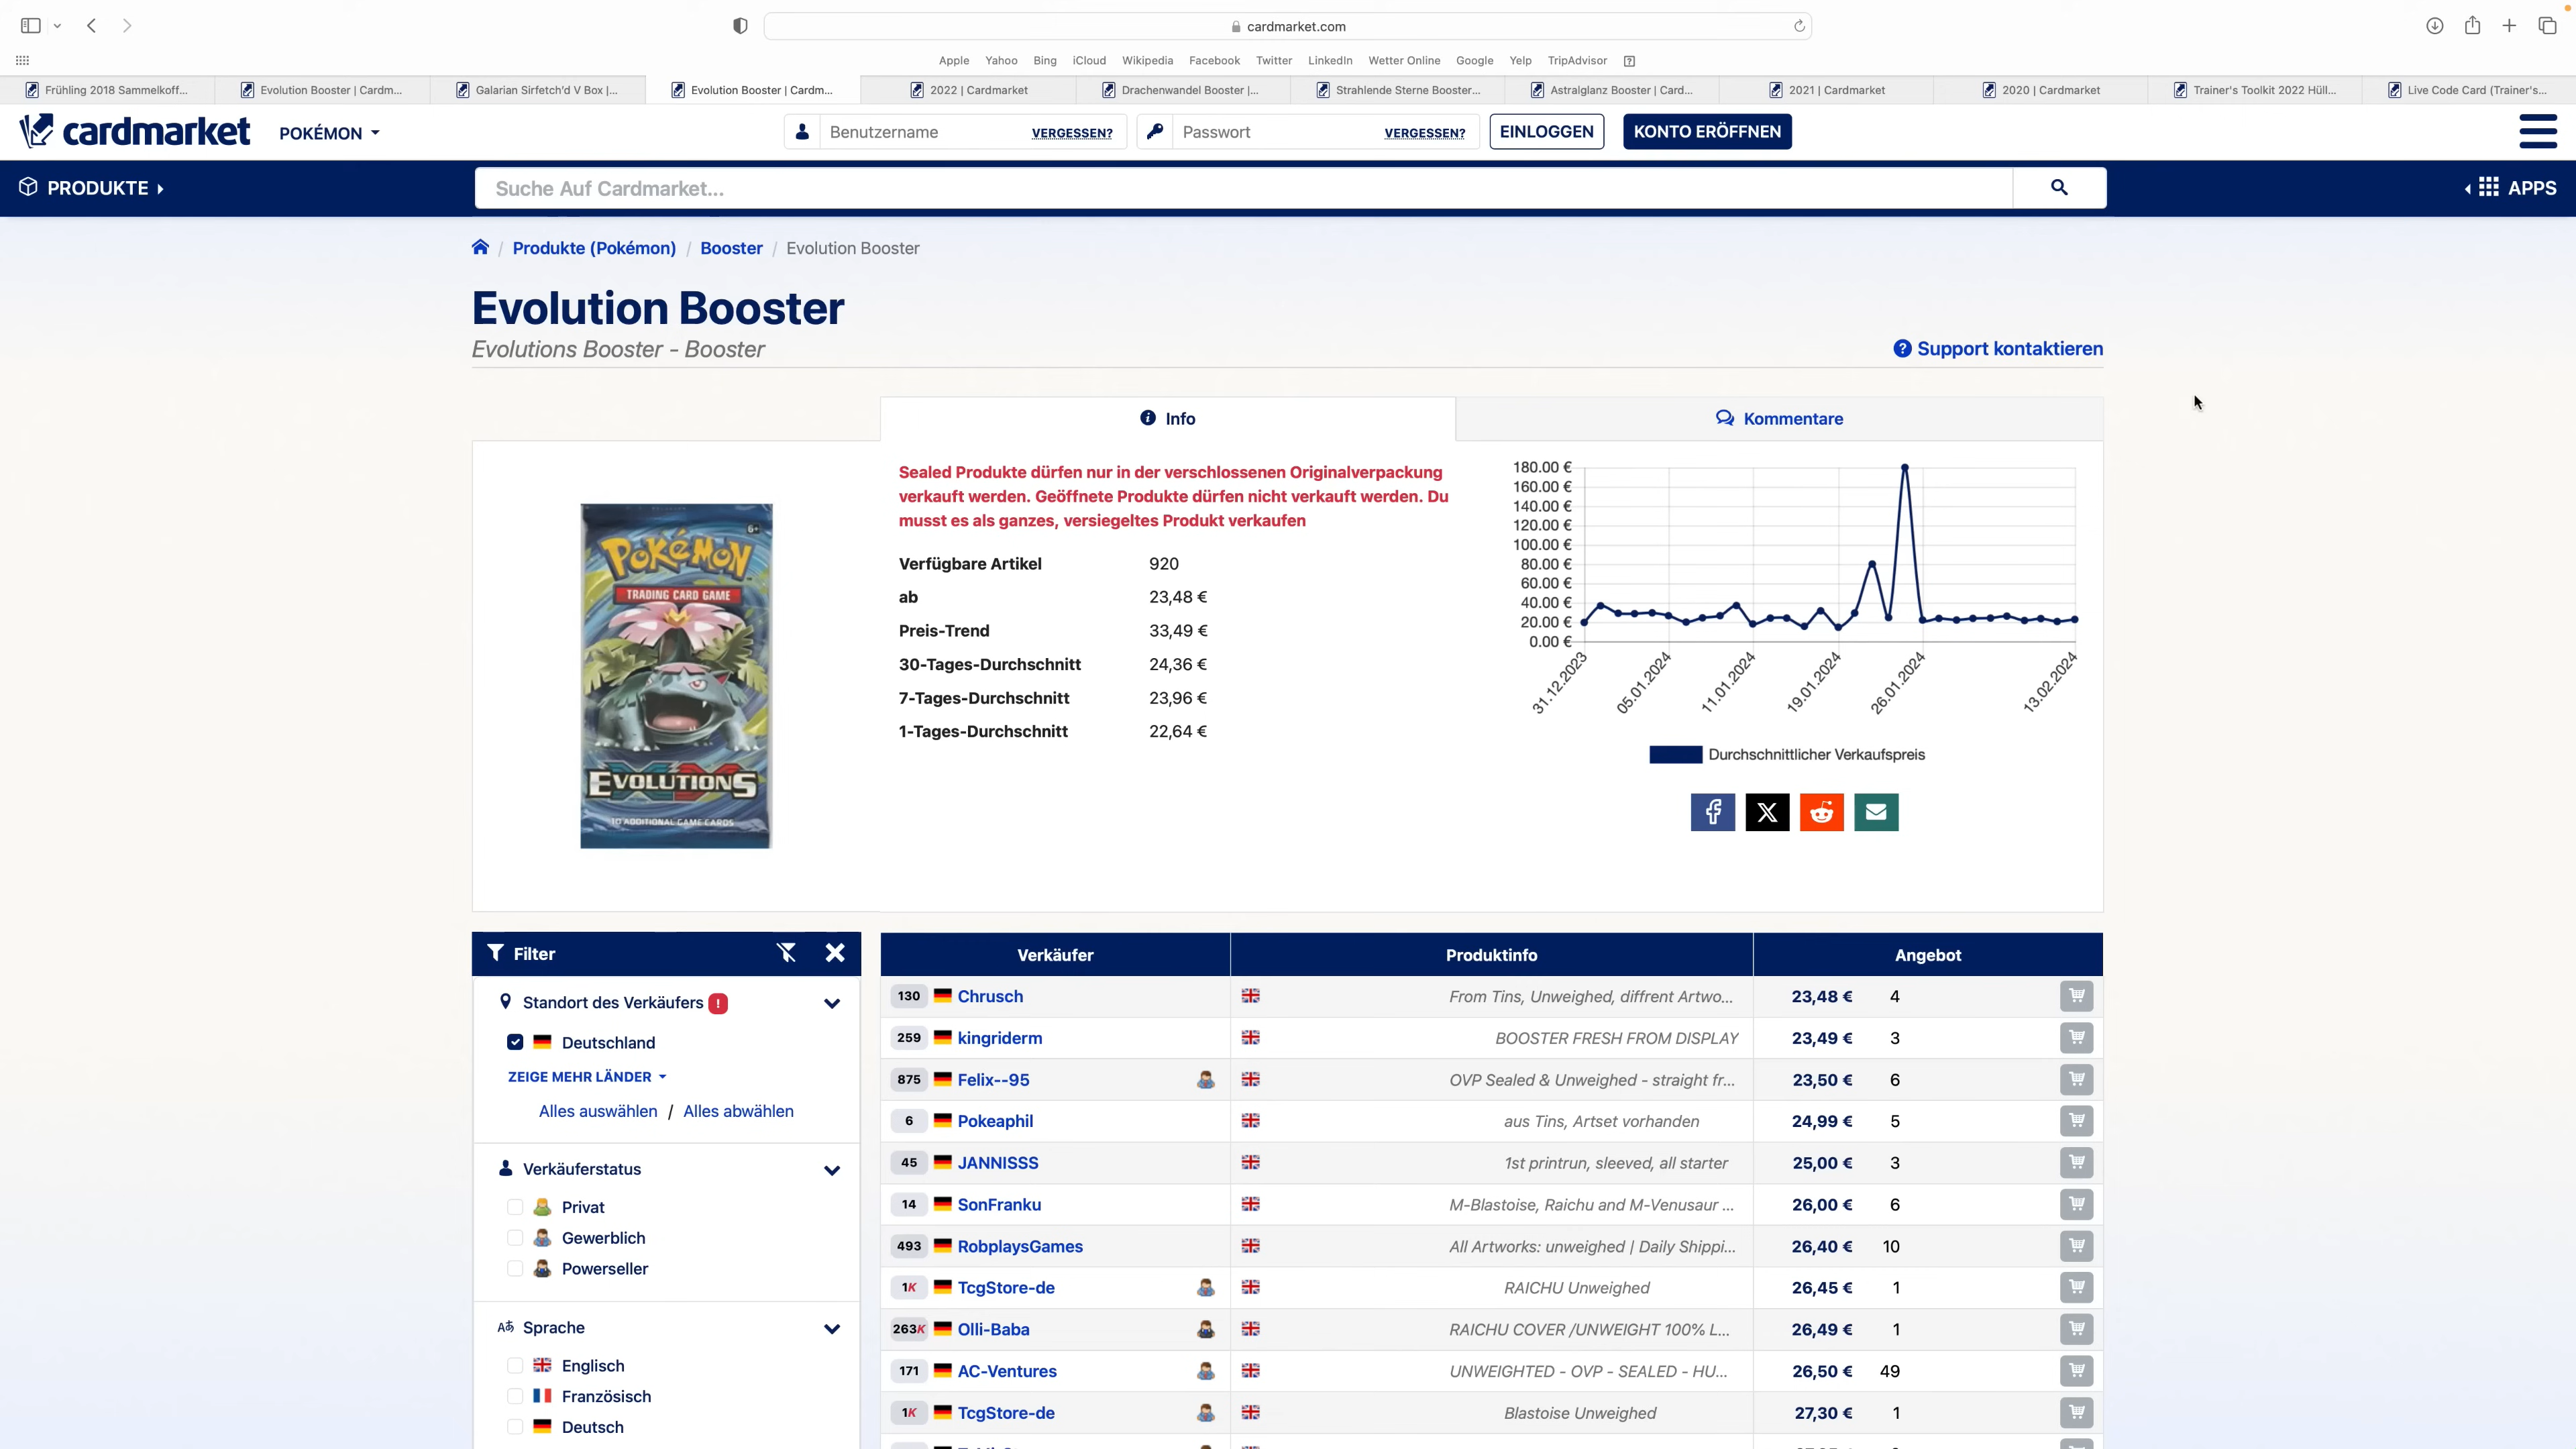 cardmarket.com
Apple Yahoo Bing iCloud Wikipedia Facebook Twitter LinkedIn Wetter Online Google Yelp TripAdvisor
Frühling 2018 Sammelkoff... Evolution Booster | Cardm... Galarian Sirfetch'd V Box |... Evolution Booster | Cardm... 2022 | Cardmarket Drachenwandel Booster |... Strahlende Sterne Booster... Astralglanz Booster | Card... 2021 | Cardmarket 2020 | Cardmarket Trainer's Toolkit 2022 Hüll... Live Code Card (Trainer's...
cardmarket POKÉMON Benutzername VERGESSEN? Passwort VERGESSEN? EINLOGGEN KONTO ERÖFFNEN
PRODUKTE Suche Auf Cardmarket... APPS
/ Produkte (Pokémon) / Booster / Evolution Booster
Evolution Booster
Evolutions Booster - Booster
Support kontaktieren
Info Kommentare
6+
POKéMON
TRADING CARD GAME
XY
EVOLUTIONS
10 ADDITIONAL GAME CARDS
Sealed Produkte dürfen nur in der verschlossenen Originalverpackung
verkauft werden. Geöffnete Produkte dürfen nicht verkauft werden. Du
musst es als ganzes, versiegeltes Produkt verkaufen
Verfügbare Artikel 920
ab 23,48 €
Preis-Trend 33,49 €
30-Tages-Durchschnitt 24,36 €
7-Tages-Durchschnitt 23,96 €
1-Tages-Durchschnitt 22,64 €
180.00 €
160.00 €
140.00 €
120.00 €
100.00 €
80.00 €
60.00 €
40.00 €
20.00 €
0.00 €
31.12.2023 05.01.2024 11.01.2024 19.01.2024 26.01.2024 13.02.2024
Durchschnittlicher Verkaufspreis
Filter
Standort des Verkäufers !
Deutschland
ZEIGE MEHR LÄNDER
Alles auswählen / Alles abwählen
Verkäuferstatus
Privat
Gewerblich
Powerseller
Sprache
Englisch
Französisch
Deutsch
Verkäufer Produktinfo Angebot
130 Chrusch From Tins, Unweighed, diffrent Artwo... 23,48 € 4
259 kingriderm BOOSTER FRESH FROM DISPLAY 23,49 € 3
875 Felix--95 OVP Sealed & Unweighed - straight fr... 23,50 € 6
6 Pokeaphil aus Tins, Artset vorhanden 24,99 € 5
45 JANNISSS 1st printrun, sleeved, all starter 25,00 € 3
14 SonFranku M-Blastoise, Raichu and M-Venusaur ... 26,00 € 6
493 RobplaysGames All Artworks: unweighed | Daily Shippi... 26,40 € 10
1K TcgStore-de RAICHU Unweighed 26,45 € 1
263K Olli-Baba RAICHU COVER /UNWEIGHT 100% L... 26,49 € 1
171 AC-Ventures UNWEIGHTED - OVP - SEALED - HU... 26,50 € 49
1K TcgStore-de Blastoise Unweighed 27,30 € 1